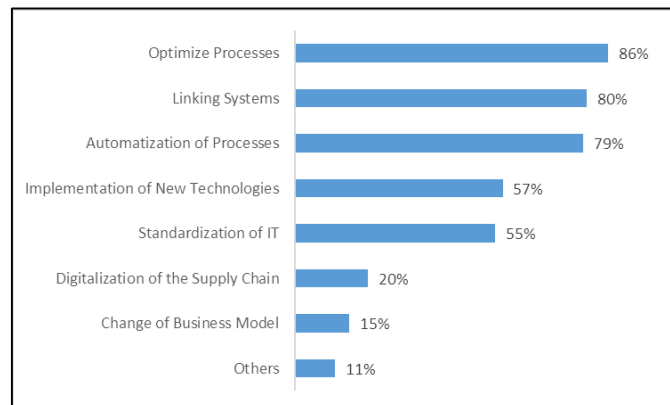 Optimize Processes 86%
Linking Systems 80%
Automatization of Processes 79%
Implementation of New Technologies 57%
Standardization of IT 55%
Digitalization of the Supply Chain 20%
Change of Business Model 15%
Others 11%